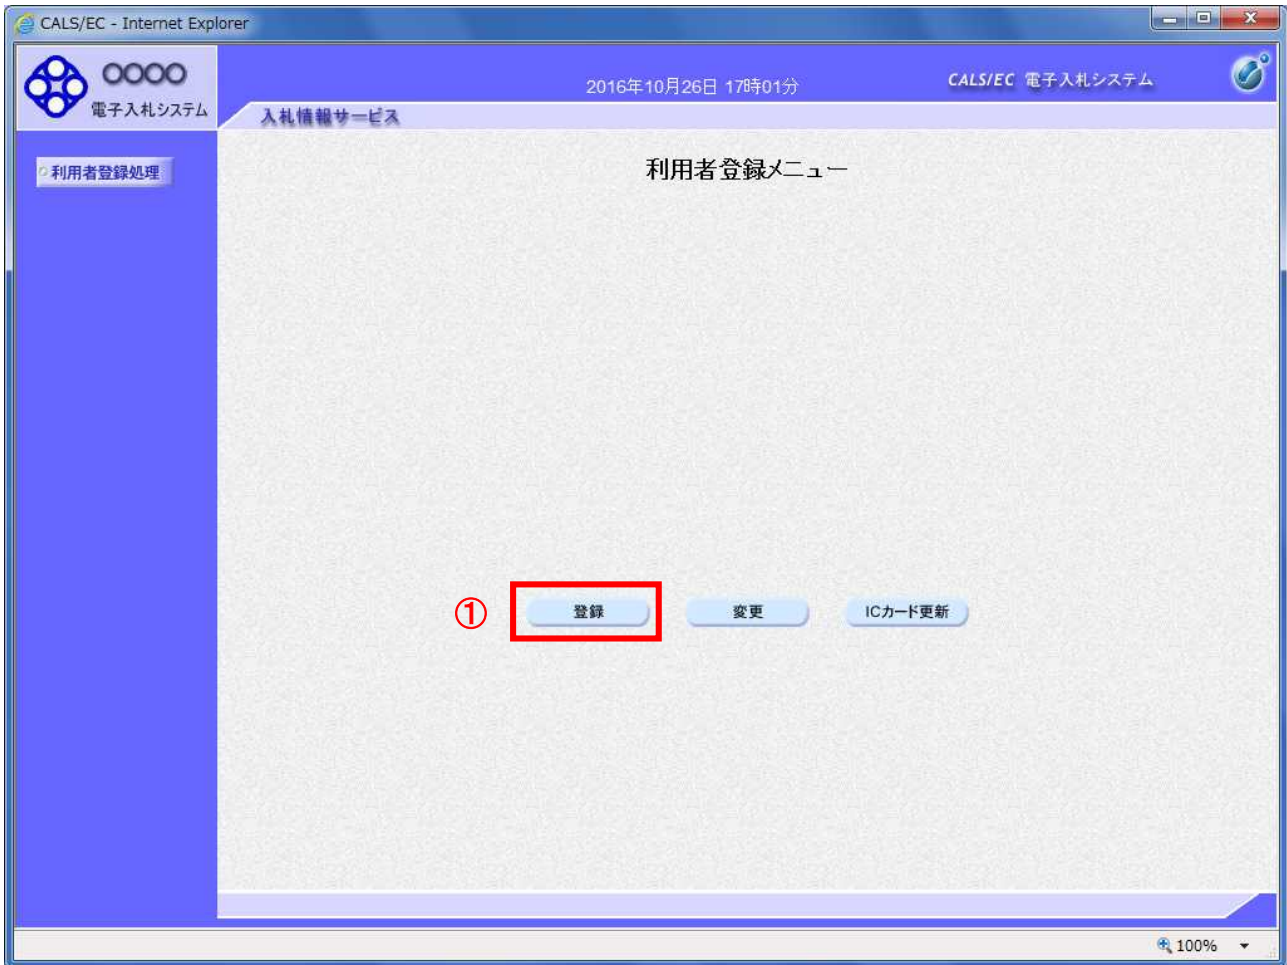 CALS/EC - Internet Explorer
〇〇〇〇
電子入札システム
2016年10月26日 17時01分
CALS/EC 電子入札システム
入札情報サービス
利用者登録処理
利用者登録メニュー
①
登録
変更
ICカード更新
100%